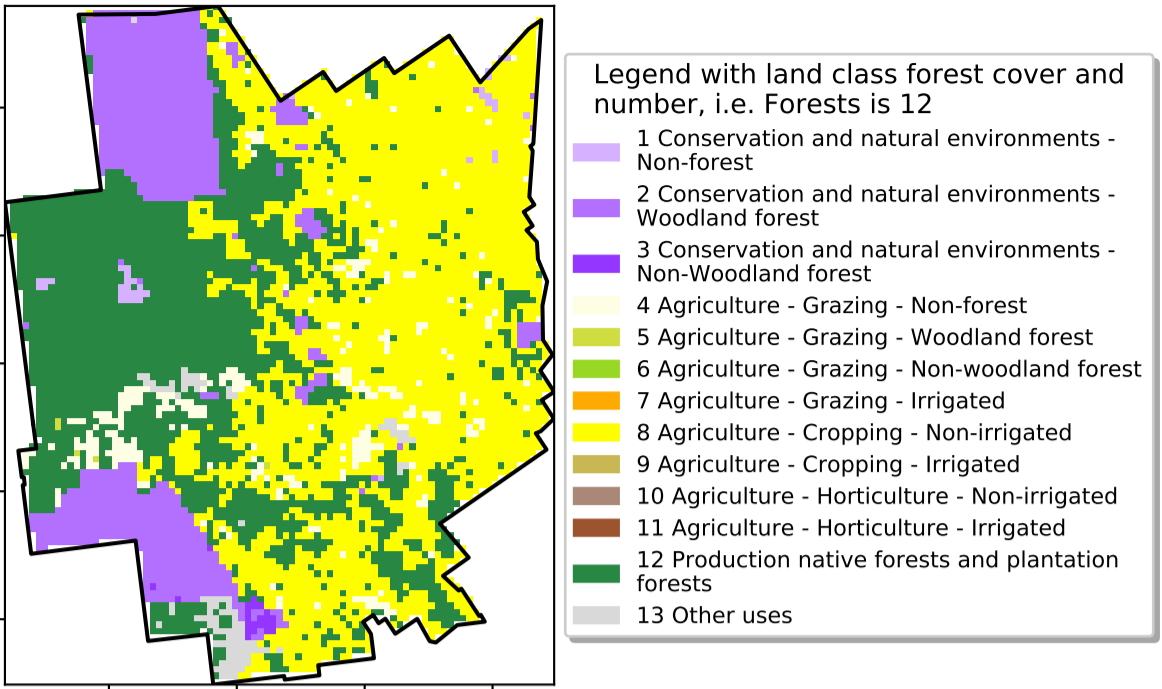 Legend with land class forest cover and
number, i.e. Forests is 12
1 Conservation and natural environments -
Non-forest
2 Conservation and natural environments -
Woodland forest
3 Conservation and natural environments -
Non-Woodland forest
4 Agriculture - Grazing - Non-forest
5 Agriculture - Grazing - Woodland forest
6 Agriculture - Grazing - Non-woodland forest
7 Agriculture - Grazing - Irrigated
8 Agriculture - Cropping - Non-irrigated
9 Agriculture - Cropping - Irrigated
10 Agriculture - Horticulture - Non-irrigated
11 Agriculture - Horticulture - Irrigated
12 Production native forests and plantation
forests
13 Other uses